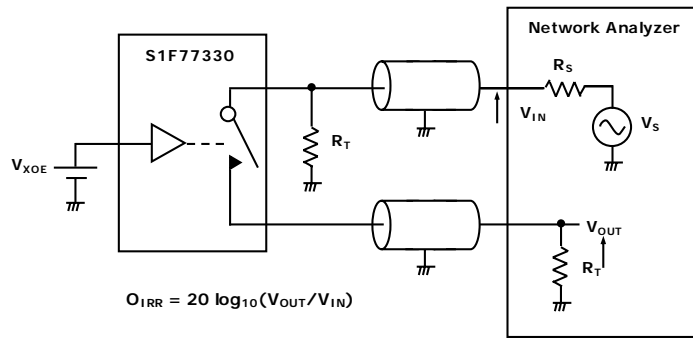 Network Analyzer
S1F77330
RS
VIN
VS
RT
VXOE
VOUT
RT
OIRR = 20 log10(VOUT/VIN)